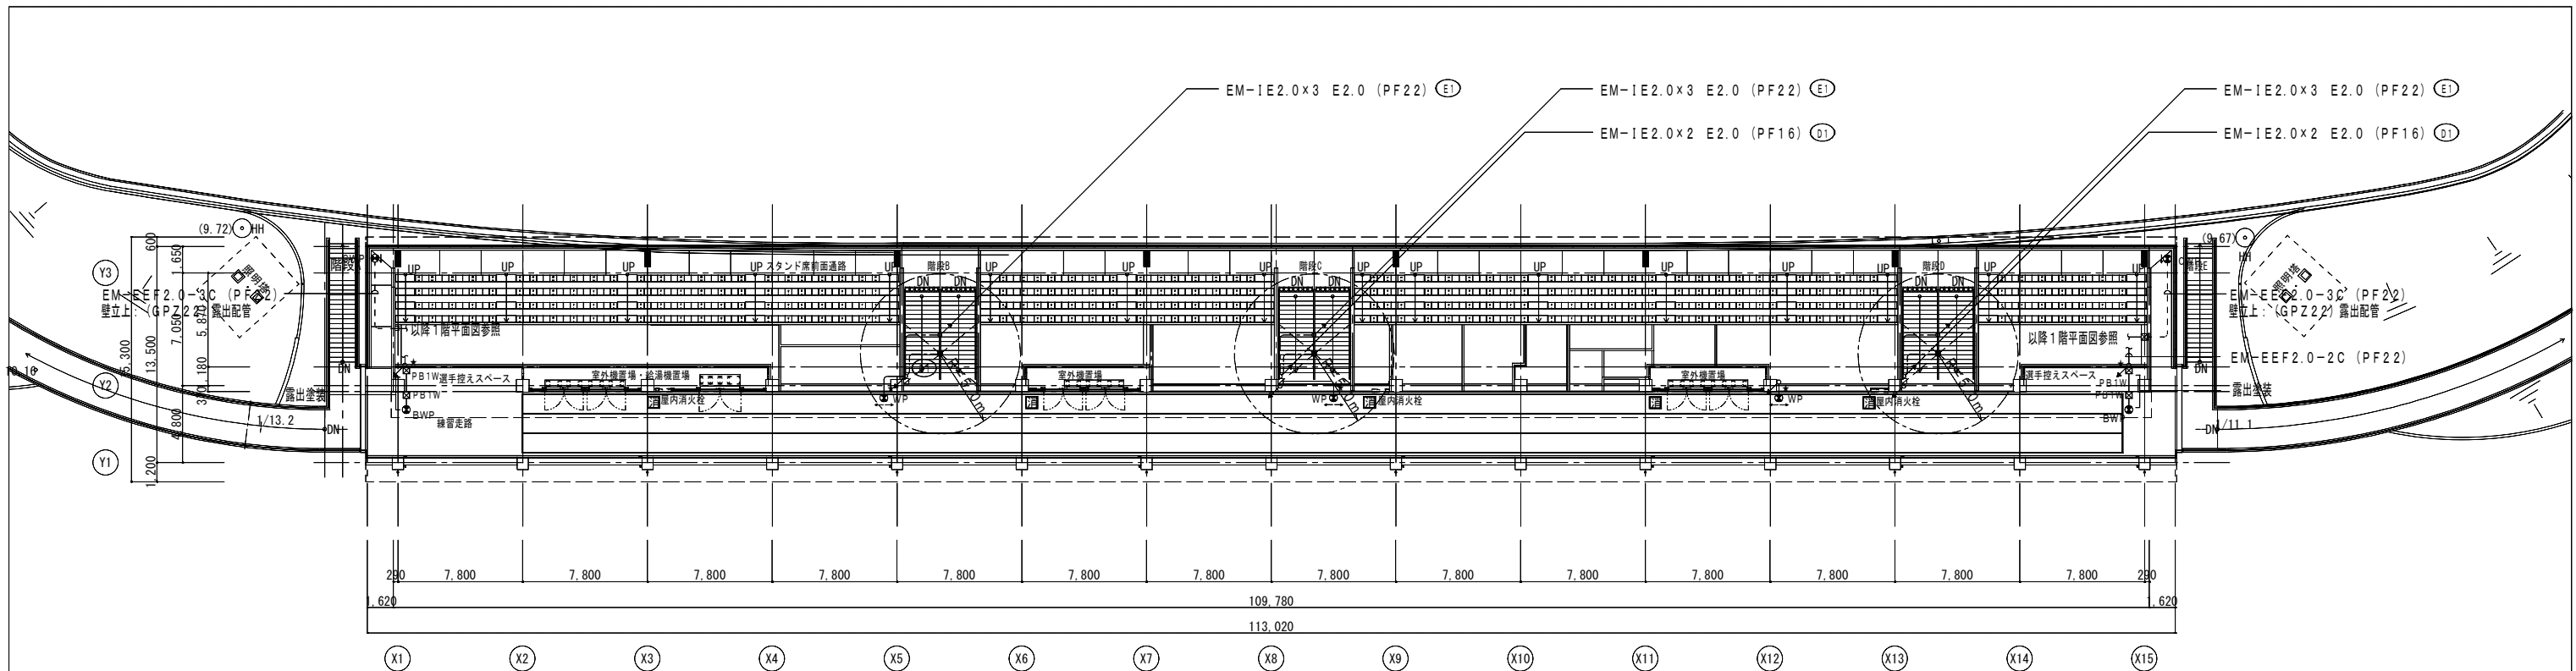 EM-IE2.0×3 E2.0 (PF22) E1
EM-IE2.0×3 E2.0 (PF22) E1
EM-IE2.0×3 E2.0 (PF22) E1
EM-IE2.0×2 E2.0 (PF16) D1
EM-IE2.0×2 E2.0 (PF16) D1
(9.72) HH
(9.67)
HH
600
1,650
階段A
階段B
階段C
階段D
階段E
スタンド席前面通路
UP UP UP UP UP UP UP UP UP UP UP UP UP UP UP
DN DN DN DN DN DN
Y3
照明塔
照明塔
EM-EEF2.0-3C (PF22)
壁立上:(GPZ22)露出配管
EM-EEF2.0-3C (PF22)
壁立上:(GPZ22)露出配管
以降1階平面図参照
以降1階平面図参照
EM-EEF2.0-2C (PF22)
5,870
7,050
13,500
Y2
DN
PB1W
選手控えスペース
室外機置場・給湯機置場
室外機置場
室外機置場
選手控えスペース
PB1W
DN
露出塗装
PB1W
消
屋内消火栓
WP
消
WP
消
屋内消火栓
消
WP
消
屋内消火栓
PB1W
露出塗装
BWP
練習走路
4,800
1/13.2
DN
DN
1/11.1
Y1
1,200
290 7,800 7,800 7,800 7,800 7,800 7,800 7,800 7,800 7,800 7,800 7,800 7,800 7,800 7,800 290
1,620 109,780 1,620
113,020
X1 X2 X3 X4 X5 X6 X7 X8 X9 X10 X11 X12 X13 X14 X15